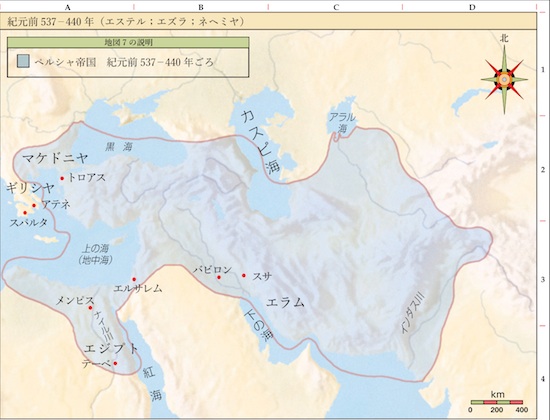 A B C D
紀元前 537–440 年（エステル；エズラ；ネヘミヤ）
地図 7 の説明
ペルシャ帝国　紀元前 537–440 年ごろ
北
1
カスピ海
アラル
海
黒 海
マケドニヤ
2
トロアス
ギリシヤ
アテネ
スパルタ
上の海
（地中海）
バビロン
スサ
3
エルサレム
メンピス
エラム
ナイル川
下の海
インダス川
エジプト
テーベ
紅海
4
km
200 0 200 400